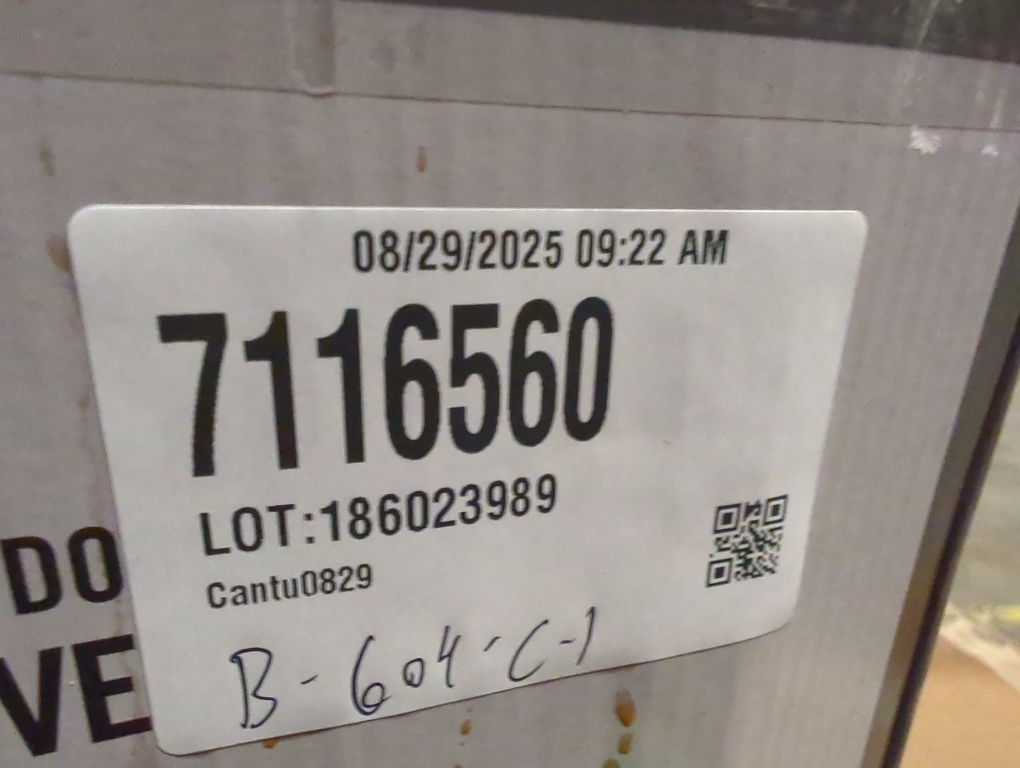 08/29/2025 09:22 AM
7116560
LOT:186023989
Cantu0829
B-604-C-1
DO
VE